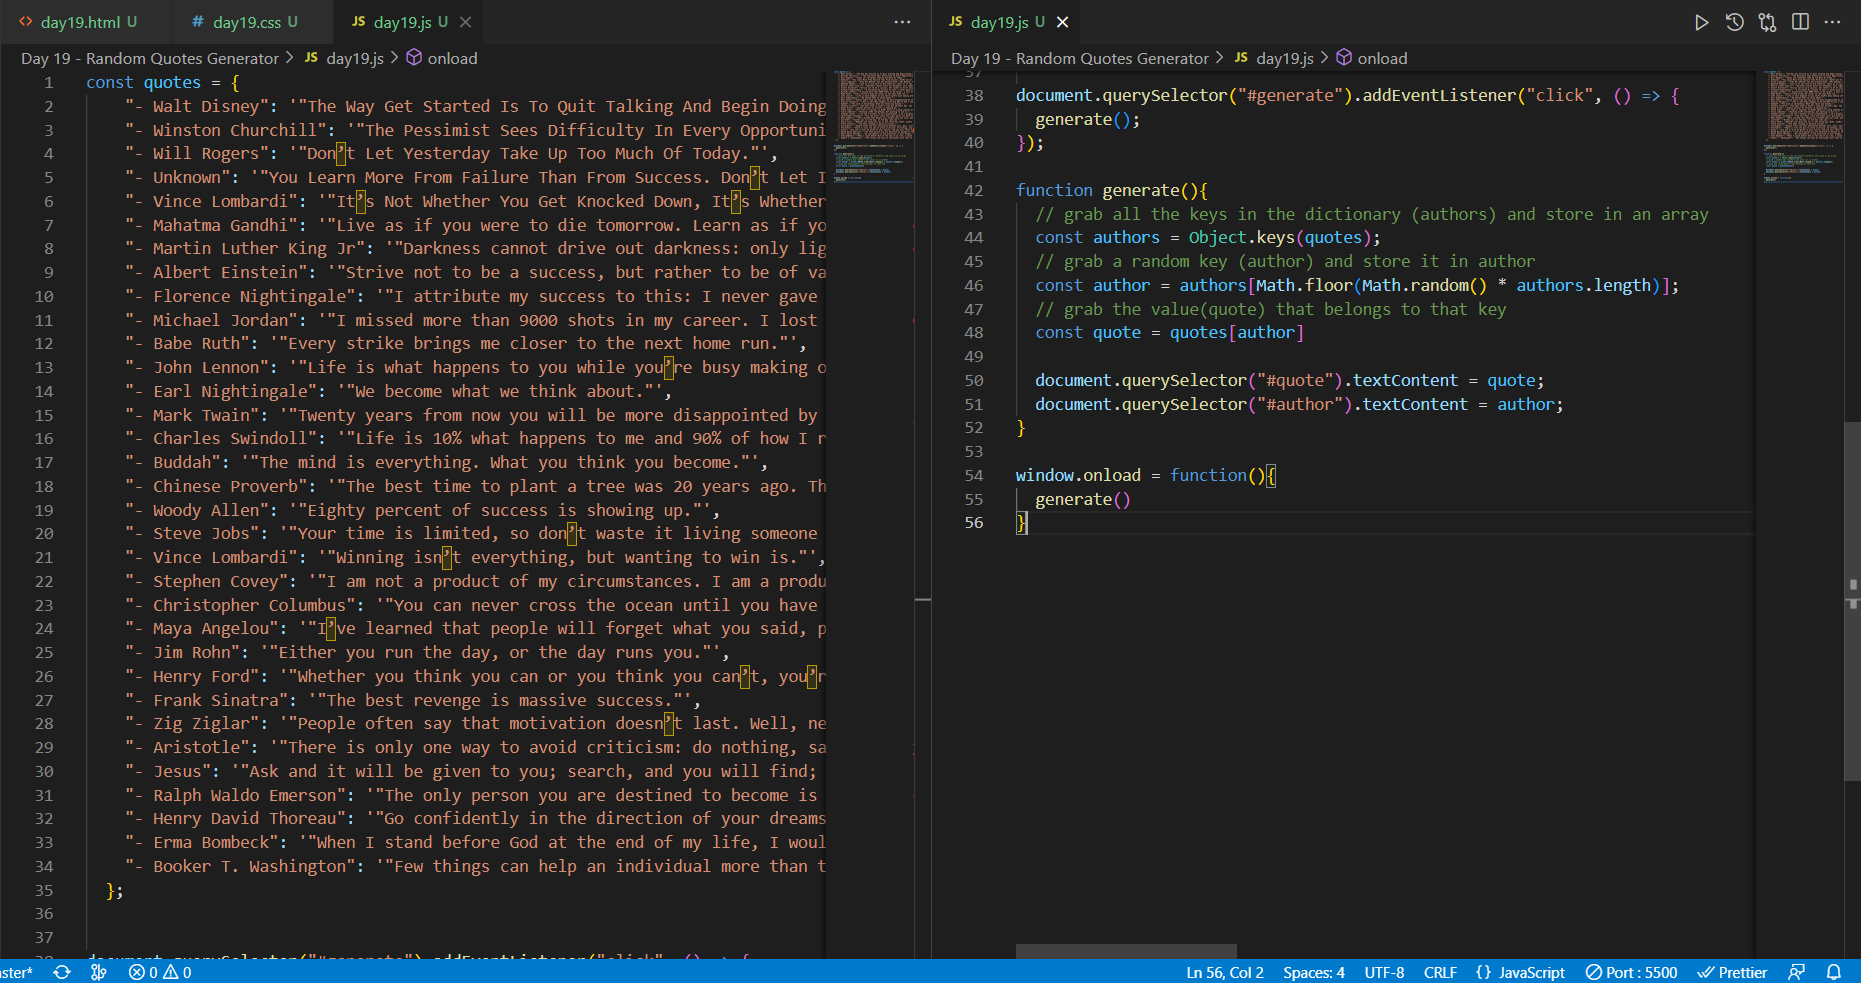 <> day19.html U # day19.css U JS day19.js U × ···
Day 19 - Random Quotes Generator > JS day19.js > onload
1 const quotes = {
2 "- Walt Disney": '"The Way Get Started Is To Quit Talking And Begin Doing
3 "- Winston Churchill": '"The Pessimist Sees Difficulty In Every Opportuni
4 "- Will Rogers": '"Don’t Let Yesterday Take Up Too Much Of Today."',
5 "- Unknown": '"You Learn More From Failure Than From Success. Don’t Let I
6 "- Vince Lombardi": '"It’s Not Whether You Get Knocked Down, It’s Whether
7 "- Mahatma Gandhi": '"Live as if you were to die tomorrow. Learn as if yo
8 "- Martin Luther King Jr": '"Darkness cannot drive out darkness: only lig
9 "- Albert Einstein": '"Strive not to be a success, but rather to be of va
10 "- Florence Nightingale": '"I attribute my success to this: I never gave
11 "- Michael Jordan": '"I missed more than 9000 shots in my career. I lost
12 "- Babe Ruth": '"Every strike brings me closer to the next home run."',
13 "- John Lennon": '"Life is what happens to you while you’re busy making o
14 "- Earl Nightingale": '"We become what we think about."',
15 "- Mark Twain": '"Twenty years from now you will be more disappointed by
16 "- Charles Swindoll": '"Life is 10% what happens to me and 90% of how I r
17 "- Buddah": '"The mind is everything. What you think you become."',
18 "- Chinese Proverb": '"The best time to plant a tree was 20 years ago. Th
19 "- Woody Allen": '"Eighty percent of success is showing up."',
20 "- Steve Jobs": '"Your time is limited, so don’t waste it living someone
21 "- Vince Lombardi": '"Winning isn’t everything, but wanting to win is."',
22 "- Stephen Covey": '"I am not a product of my circumstances. I am a produ
23 "- Christopher Columbus": '"You can never cross the ocean until you have
24 "- Maya Angelou": '"I’ve learned that people will forget what you said, p
25 "- Jim Rohn": '"Either you run the day, or the day runs you."',
26 "- Henry Ford": '"Whether you think you can or you think you can’t, you’r
27 "- Frank Sinatra": '"The best revenge is massive success."',
28 "- Zig Ziglar": '"People often say that motivation doesn’t last. Well, ne
29 "- Aristotle": '"There is only one way to avoid criticism: do nothing, sa
30 "- Jesus": '"Ask and it will be given to you; search, and you will find;
31 "- Ralph Waldo Emerson": '"The only person you are destined to become is
32 "- Henry David Thoreau": '"Go confidently in the direction of your dreams
33 "- Erma Bombeck": '"When I stand before God at the end of my life, I woul
34 "- Booker T. Washington": '"Few things can help an individual more than t
35 };
36
37
38 document.querySelector("#generate").addEventListener("click", () => {
JS day19.js U × ···
Day 19 - Random Quotes Generator > JS day19.js > onload
37
38 document.querySelector("#generate").addEventListener("click", () => {
39 generate();
40 });
41
42 function generate(){
43 // grab all the keys in the dictionary (authors) and store in an array
44 const authors = Object.keys(quotes);
45 // grab a random key (author) and store it in author
46 const author = authors[Math.floor(Math.random() * authors.length)];
47 // grab the value(quote) that belongs to that key
48 const quote = quotes[author]
49
50 document.querySelector("#quote").textContent = quote;
51 document.querySelector("#author").textContent = author;
52 }
53
54 window.onload = function(){
55 generate()
56 }
ster* 0 0 Ln 56, Col 2 Spaces: 4 UTF-8 CRLF {} JavaScript Port : 5500 Prettier